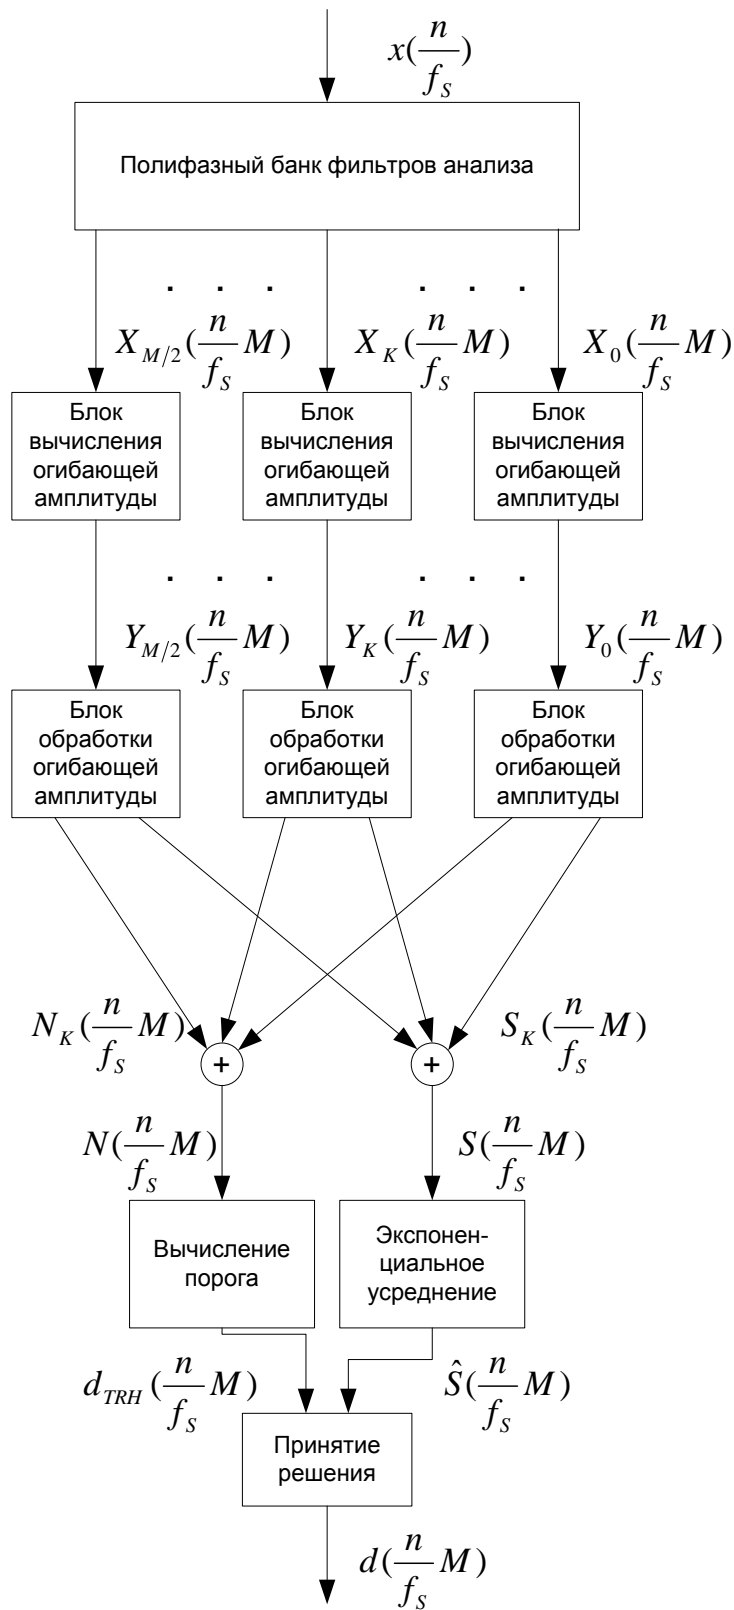 x(n/f_S)
Полифазный банк фильтров анализа
. . . . . .
X_{M/2}(n/f_S M) X_K(n/f_S M) X_0(n/f_S M)
Блок
вычисления
огибающей
амплитуды
Блок
вычисления
огибающей
амплитуды
Блок
вычисления
огибающей
амплитуды
. . . . . .
Y_{M/2}(n/f_S M) Y_K(n/f_S M) Y_0(n/f_S M)
Блок
обработки
огибающей
амплитуды
Блок
обработки
огибающей
амплитуды
Блок
обработки
огибающей
амплитуды
N_K(n/f_S M) S_K(n/f_S M)
+ +
N(n/f_S M) S(n/f_S M)
Вычисление
порога
Экспонен-
циальное
усреднение
d_{TRH}(n/f_S M) Ŝ(n/f_S M)
Принятие
решения
d(n/f_S M)